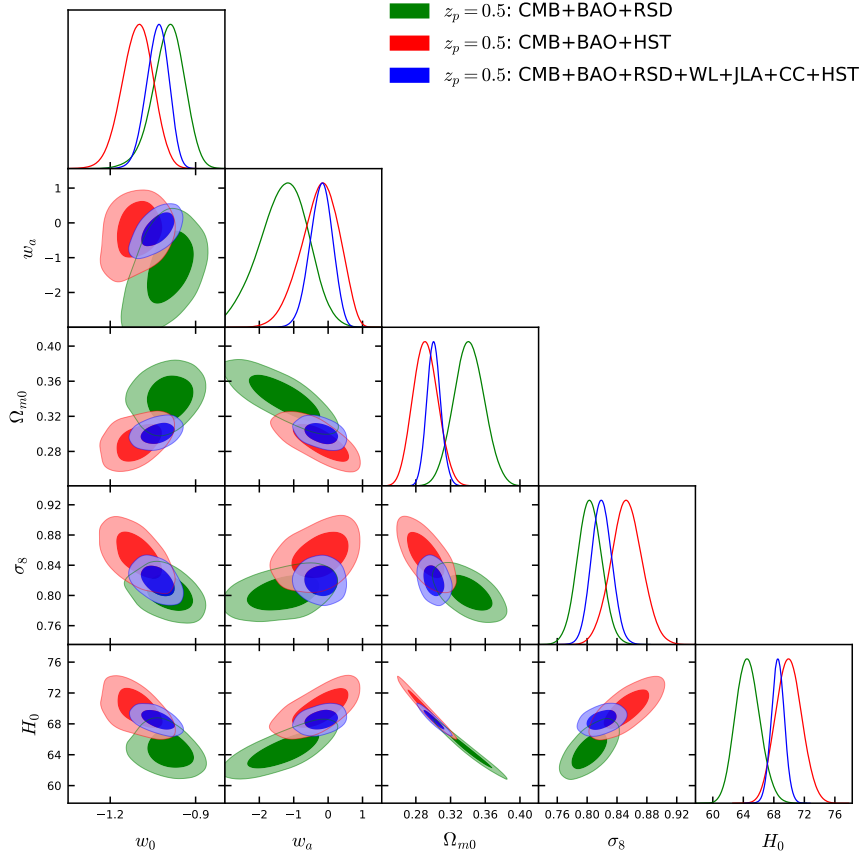 z_p = 0.5: CMB+BAO+RSD
z_p = 0.5: CMB+BAO+HST
z_p = 0.5: CMB+BAO+RSD+WL+JLA+CC+HST
w_a
1
0
−1
−2
Ω_{m0}
0.40
0.36
0.32
0.28
σ_8
0.92
0.88
0.84
0.80
0.76
H_0
76
72
68
64
60
−1.2 −0.9
−2 −1 0 1
0.28 0.32 0.36 0.40
0.76 0.80 0.84 0.88 0.92
60 64 68 72 76
w_0 w_a Ω_{m0} σ_8 H_0